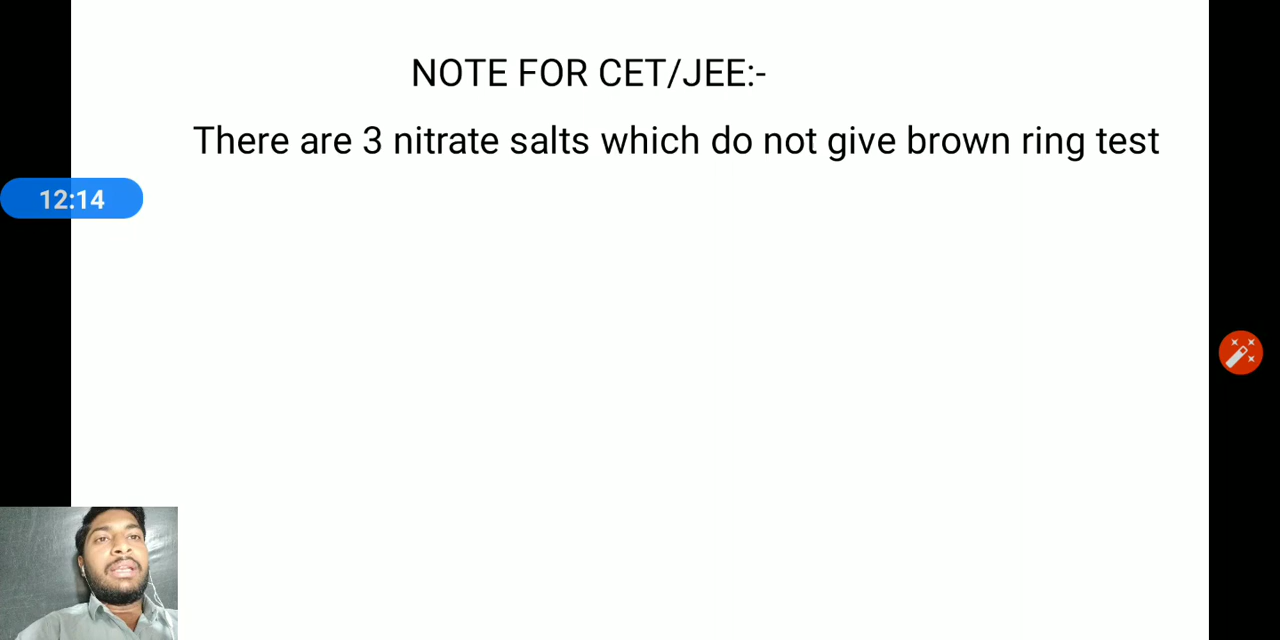 NOTE FOR CET/JEE:-
There are 3 nitrate salts which do not give brown ring test
12:14